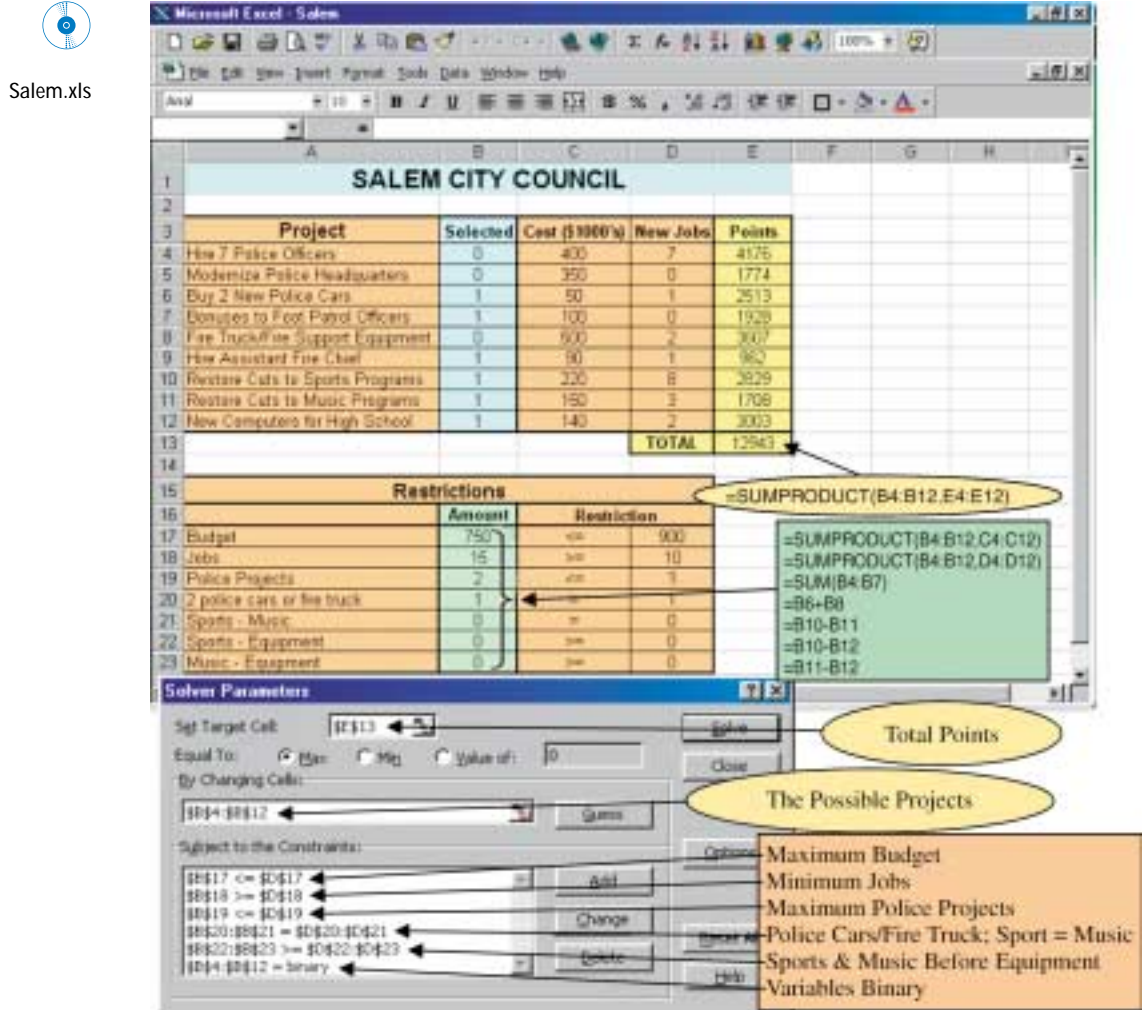 Salem.xls
Microsoft Excel - Salem
100%
File Edit View Insert Format Tools Data Window Help
Arial 10 B I U $ % ,
=
A B C D E F G H
1 SALEM CITY COUNCIL
2
3 Project Selected Cost ($1000's) New Jobs Points
4 Hire 7 Police Officers 0 400 7 4176
5 Modernize Police Headquarters 0 350 0 1774
6 Buy 2 New Police Cars 1 50 1 2513
7 Bonuses to Foot Patrol Officers 1 100 0 1928
8 Fire Truck/Fire Support Equipment 0 500 2 3607
9 Hire Assistant Fire Chief 1 90 1 962
10 Restore Cuts to Sports Programs 1 220 8 2829
11 Restore Cuts to Music Programs 1 150 3 1708
12 New Computers for High School 1 140 2 3003
13 TOTAL 12943
14
15 Restrictions
=SUMPRODUCT(B4:B12,E4:E12)
16 Amount Restriction
17 Budget 750 <= 900
18 Jobs 15 >= 10
19 Police Projects 2 <= 3
20 2 police cars or fire truck 1 = 1
21 Sports - Music 0 = 0
22 Sports - Equipment 0 >= 0
23 Music - Equipment 0 >= 0
=SUMPRODUCT(B4:B12,C4:C12)
=SUMPRODUCT(B4:B12,D4:D12)
=SUM(B4:B7)
=B6+B8
=B10-B11
=B10-B12
=B11-B12
Solver Parameters
Set Target Cell: $E$13 Solve
Total Points
Equal To: Max Min Value of: 0 Close
By Changing Cells:
$B$4:$B$12 Guess
The Possible Projects
Subject to the Constraints: Options
$B$17 <= $D$17 Add
$B$18 >= $D$18
$B$19 <= $D$19 Change
$B$20:$B$21 = $D$20:$D$21
$B$22:$B$23 >= $D$22:$D$23 Delete
$B$4:$B$12 = binary Help
Maximum Budget
Minimum Jobs
Maximum Police Projects
Police Cars/Fire Truck; Sport = Music
Sports & Music Before Equipment
Variables Binary